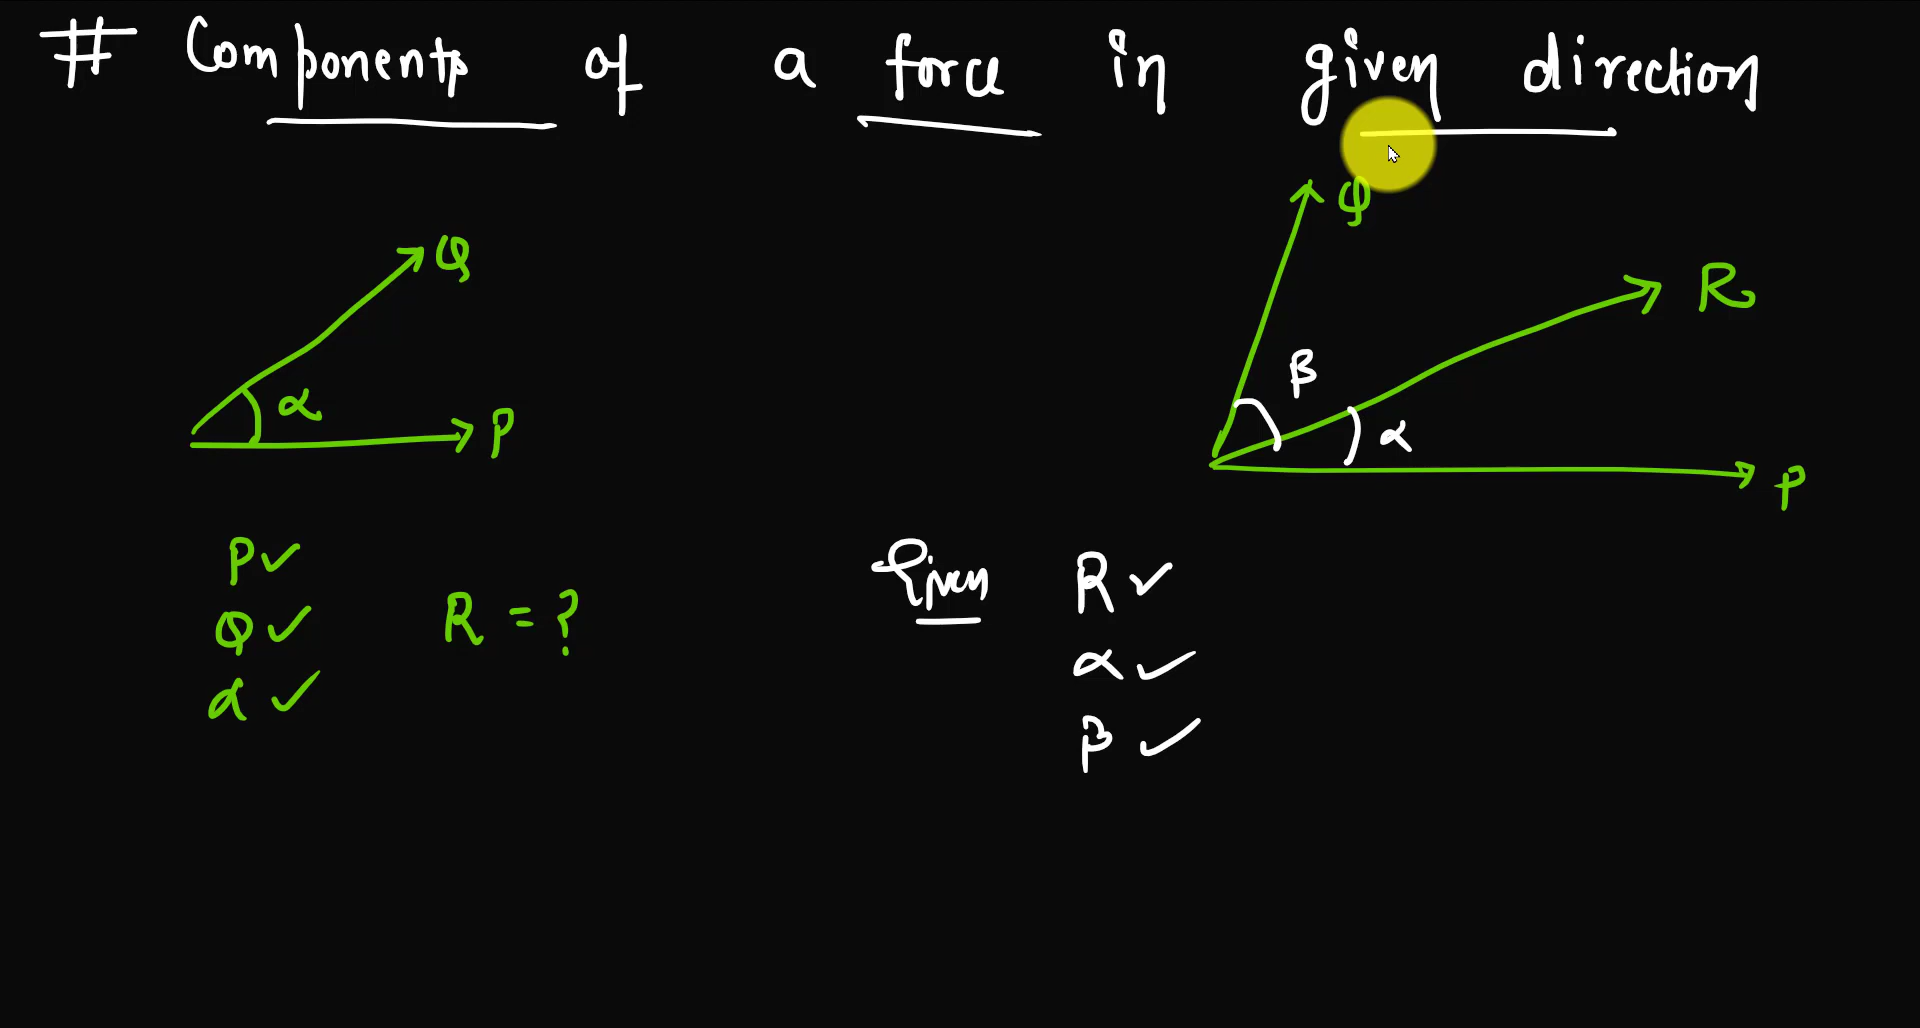 # Components of a force in given direction
Q
α
P
P✓
Q✓
α✓
R = ?
Q
R
β
α
P
Given R✓
α✓
β✓